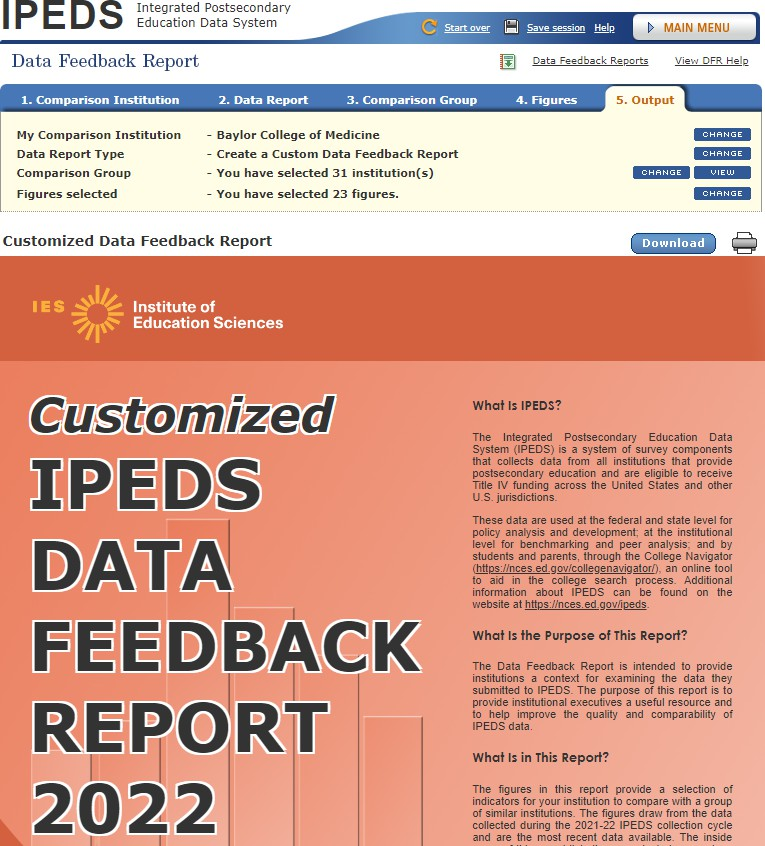 IPEDS Integrated Postsecondary
Education Data System
Start over Save session Help MAIN MENU
Data Feedback Report Data Feedback Reports View DFR Help
1. Comparison Institution 2. Data Report 3. Comparison Group 4. Figures 5. Output
My Comparison Institution - Baylor College of Medicine CHANGE
Data Report Type - Create a Custom Data Feedback Report CHANGE
Comparison Group - You have selected 31 institution(s) CHANGE VIEW
Figures selected - You have selected 23 figures. CHANGE
Customized Data Feedback Report Download
IES Institute of
Education Sciences
Customized
IPEDS
DATA
FEEDBACK
REPORT
2022
What Is IPEDS?
The Integrated Postsecondary Education Data
System (IPEDS) is a system of survey components
that collects data from all institutions that provide
postsecondary education and are eligible to receive
Title IV funding across the United States and other
U.S. jurisdictions.
These data are used at the federal and state level for
policy analysis and development; at the institutional
level for benchmarking and peer analysis; and by
students and parents, through the College Navigator
(https://nces.ed.gov/collegenavigator/), an online tool
to aid in the college search process. Additional
information about IPEDS can be found on the
website at https://nces.ed.gov/ipeds.
What Is the Purpose of This Report?
The Data Feedback Report is intended to provide
institutions a context for examining the data they
submitted to IPEDS. The purpose of this report is to
provide institutional executives a useful resource and
to help improve the quality and comparability of
IPEDS data.
What Is in This Report?
The figures in this report provide a selection of
indicators for your institution to compare with a group
of similar institutions. The figures draw from the data
collected during the 2021-22 IPEDS collection cycle
and are the most recent data available. The inside